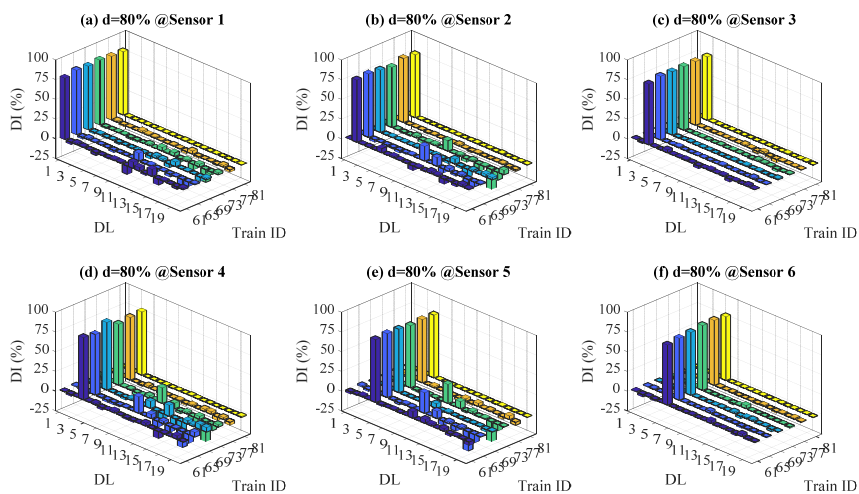 (a) d=80% @Sensor 1
(b) d=80% @Sensor 2
(c) d=80% @Sensor 3
100
75
50
25
0
-25
DI (%)
1 3 5 7 9 11 13 15 17 19
DL
61 65 69 73 77 81
Train ID
100
75
50
25
0
-25
DI (%)
1 3 5 7 9 11 13 15 17 19
DL
61 65 69 73 77 81
Train ID
100
75
50
25
0
-25
DI (%)
1 3 5 7 9 11 13 15 17 19
DL
61 65 69 73 77 81
Train ID
(d) d=80% @Sensor 4
(e) d=80% @Sensor 5
(f) d=80% @Sensor 6
100
75
50
25
0
-25
DI (%)
1 3 5 7 9 11 13 15 17 19
DL
61 65 69 73 77 81
Train ID
100
75
50
25
0
-25
DI (%)
1 3 5 7 9 11 13 15 17 19
DL
61 65 69 73 77 81
Train ID
100
75
50
25
0
-25
DI (%)
1 3 5 7 9 11 13 15 17 19
DL
61 65 69 73 77 81
Train ID